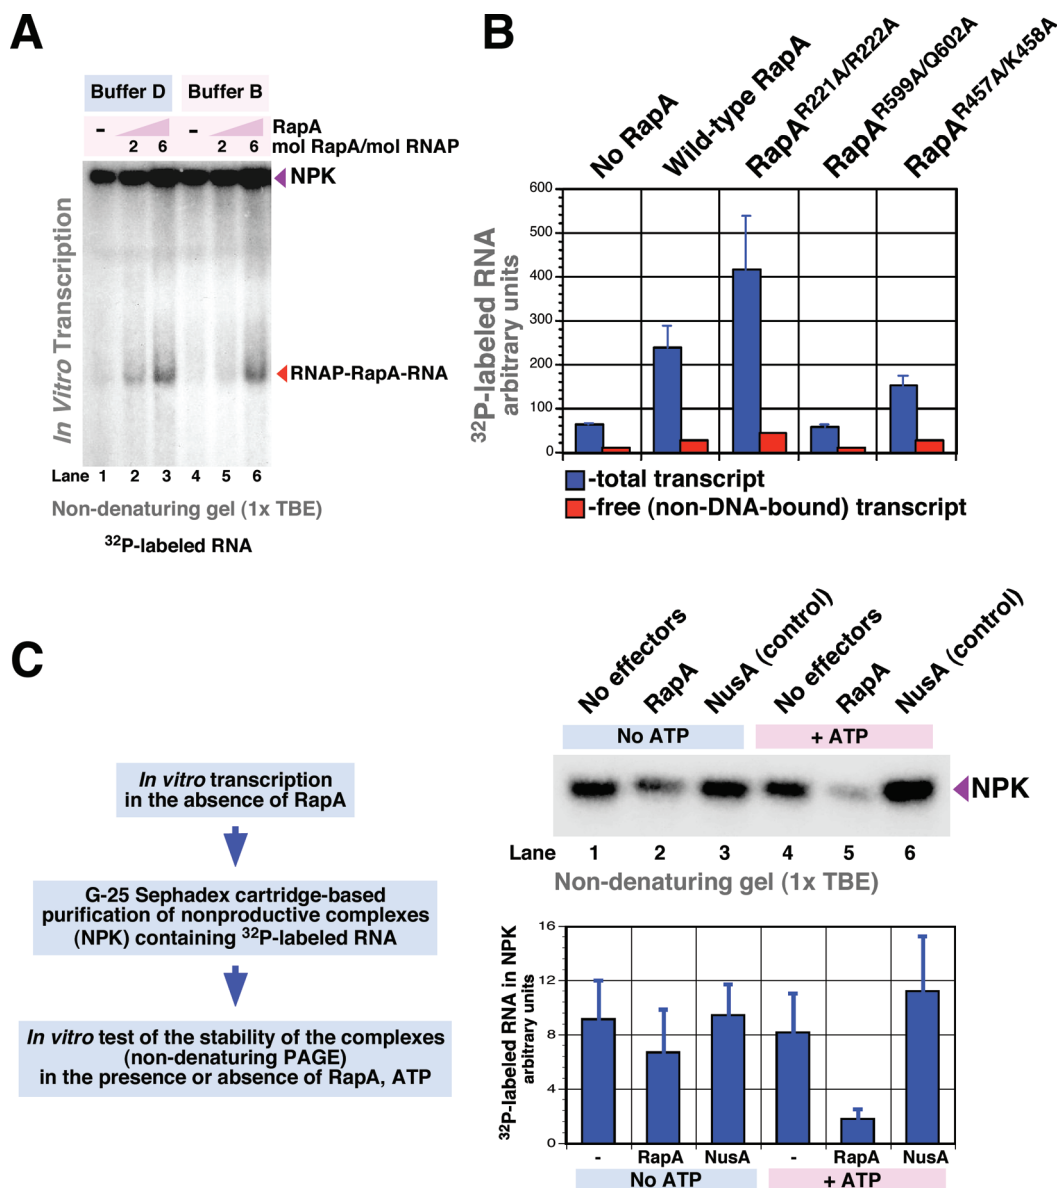 A
Buffer D Buffer B
- 2 6 - 2 6 RapA
mol RapA/mol RNAP
NPK
In Vitro Transcription
RNAP-RapA-RNA
Lane 1 2 3 4 5 6
Non-denaturing gel (1x TBE)
32P-labeled RNA
B
No RapA
Wild-type RapA
RapA R221A/R222A
RapA R599A/Q602A
RapA R457A/K458A
600
500
400
300
200
100
0
32P-labeled RNA
arbitrary units
-total transcript
-free (non-DNA-bound) transcript
C
In vitro transcription
in the absence of RapA
G-25 Sephadex cartridge-based
purification of nonproductive complexes
(NPK) containing 32P-labeled RNA
In vitro test of the stability of the complexes
(non-denaturing PAGE)
in the presence or absence of RapA, ATP
No effectors
RapA
NusA (control)
No effectors
RapA
NusA (control)
No ATP + ATP
NPK
Lane 1 2 3 4 5 6
Non-denaturing gel (1x TBE)
16
12
8
4
0
32P-labeled RNA in NPK
arbitrary units
- RapA NusA - RapA NusA
No ATP + ATP